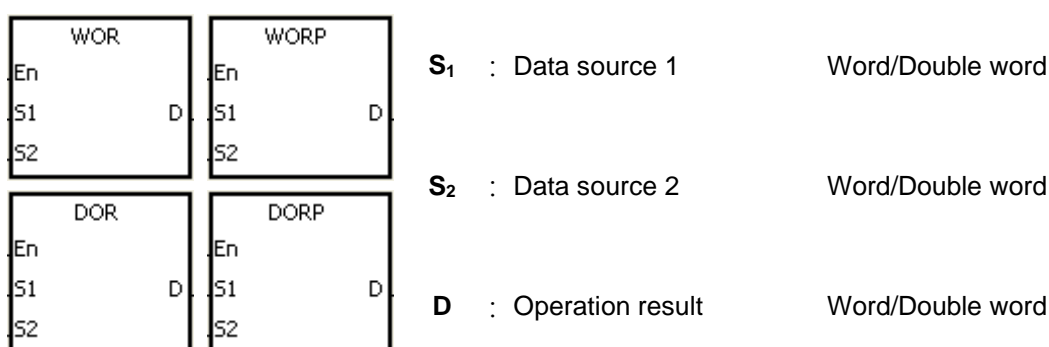 WOR
En
S1 D
S2
WORP
En
S1 D
S2
DOR
En
S1 D
S2
DORP
En
S1 D
S2
S₁ : Data source 1 Word/Double word
S₂ : Data source 2 Word/Double word
D : Operation result Word/Double word